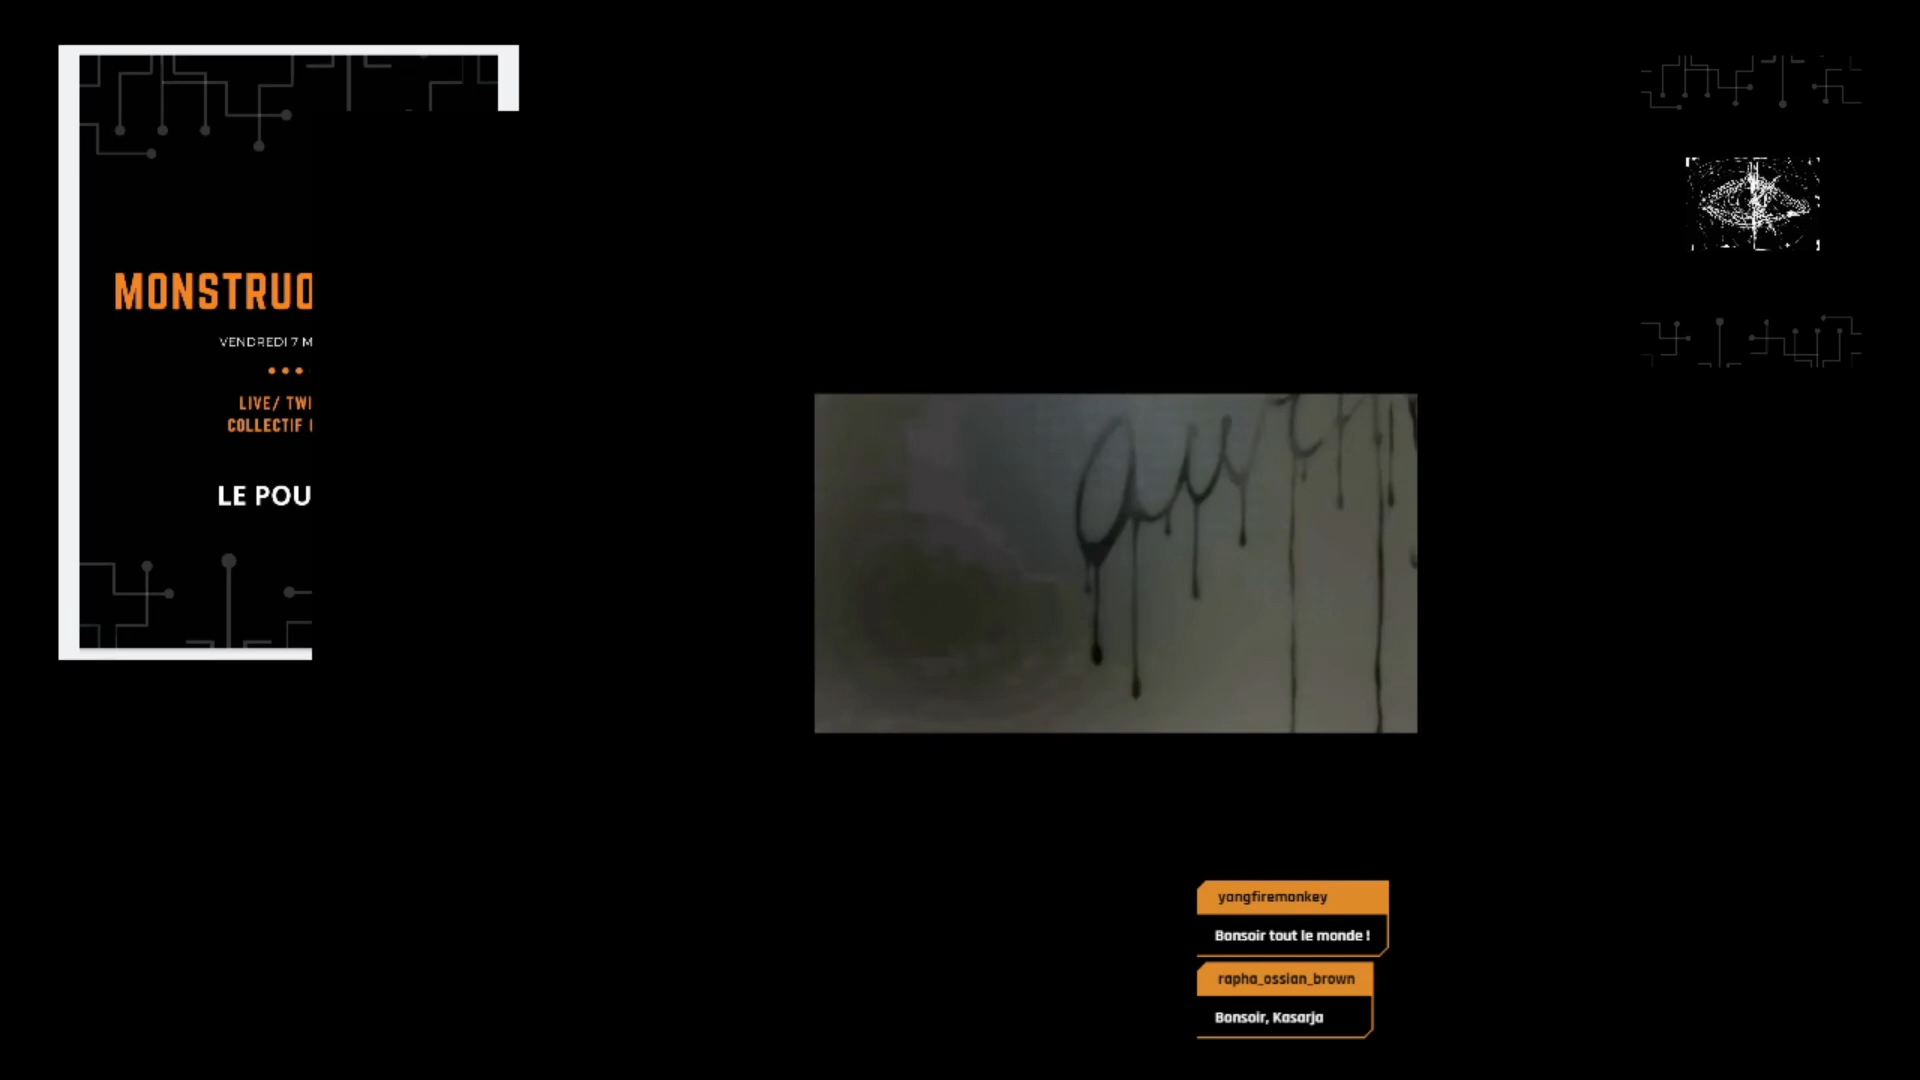 MONSTRUO
VENDREDI 7 M
LIVE/ TWI
COLLECTIF
LE POU
yangfiremonkey
Bonsoir tout le monde !
rapha_ossian_brown
Bonsoir, Kasarja